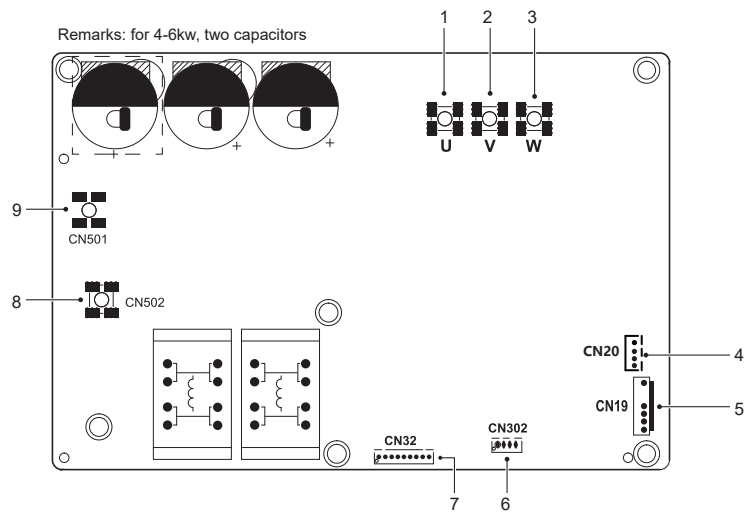 Remarks: for 4-6kw, two capacitors
1 2 3
U V W
9
CN501
8
CN502
CN20
4
CN19
5
CN32
CN302
7 6